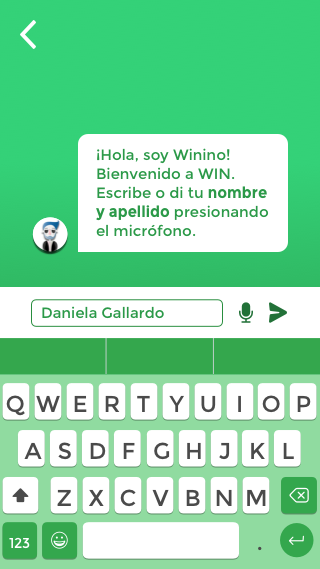 ¡Hola, soy Winino!
Bienvenido a WIN.
Escribe o di tu nombre
y apellido presionando
el micrófono.
Daniela Gallardo
Q W E R T Y U I O P
A S D F G H J K L
Z X C V B N M
123 .